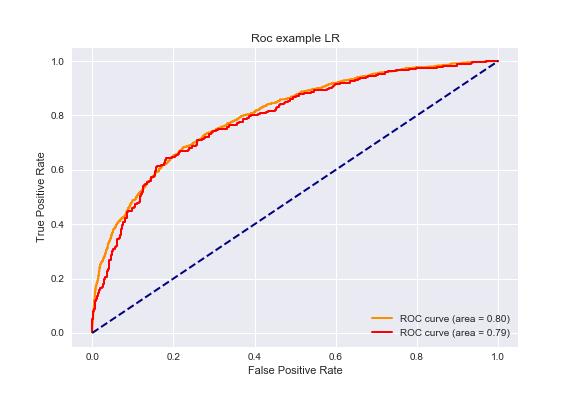 Roc example LR
True Positive Rate
1.0
0.8
0.6
0.4
0.2
0.0
ROC curve (area = 0.80)
ROC curve (area = 0.79)
0.0 0.2 0.4 0.6 0.8 1.0
False Positive Rate